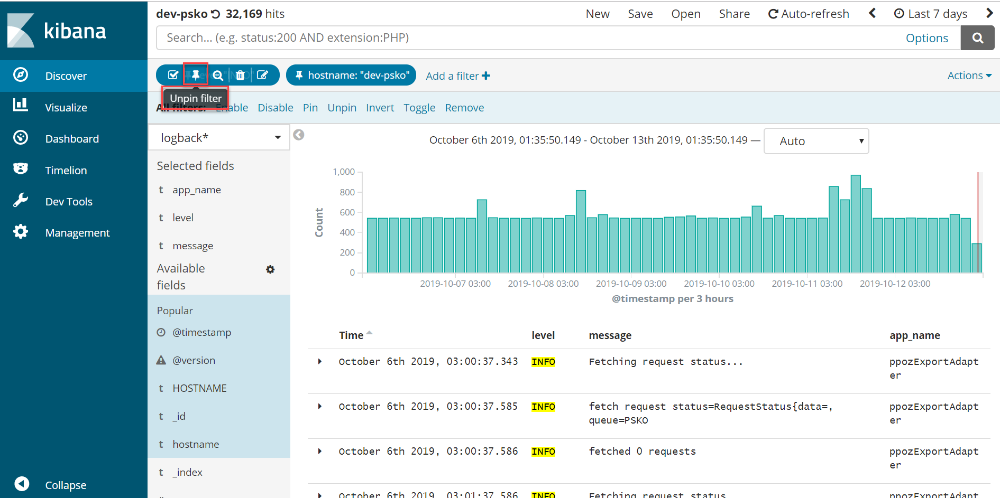 kibana
Discover
Visualize
Dashboard
Timelion
Dev Tools
Management
Collapse
dev-psko 32,169 hits
New Save Open Share Auto-refresh Last 7 days
Search... (e.g. status:200 AND extension:PHP)
Options
hostname: "dev-psko"
Add a filter
Actions
Unpin filter
All filters: Enable Disable Pin Unpin Invert Toggle Remove
logback*
Selected fields
t app_name
t level
t message
Available
fields
Popular
@timestamp
@version
t HOSTNAME
t _id
t hostname
t _index
October 6th 2019, 01:35:50.149 - October 13th 2019, 01:35:50.149 —
Auto
1,000
800
600
400
200
0
Count
2019-10-07 03:00 2019-10-08 03:00 2019-10-09 03:00 2019-10-10 03:00 2019-10-11 03:00 2019-10-12 03:00
@timestamp per 3 hours
Time level message app_name
October 6th 2019, 03:00:37.343 INFO Fetching request status... ppozExportAdapt
er
October 6th 2019, 03:00:37.585 INFO fetch request status=RequestStatus{data=, ppozExportAdapt
queue=PSKO er
October 6th 2019, 03:00:37.586 INFO fetched 0 requests ppozExportAdapt
er
October 6th 2019, 03:01:37.586 INFO Fetching request status ppozExportAdapt